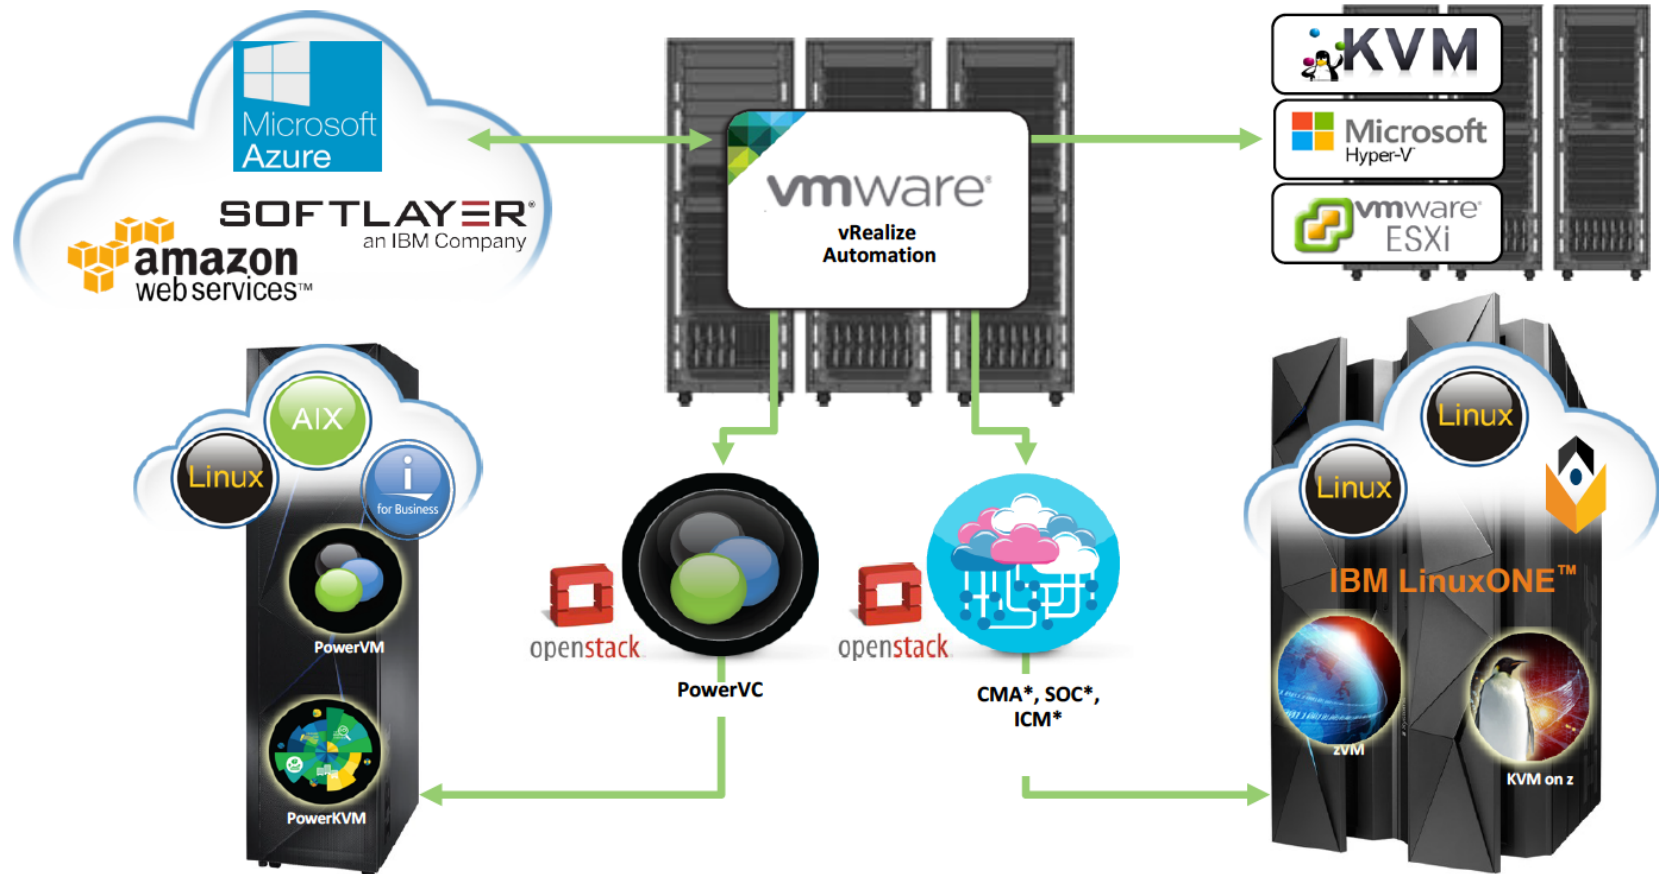 Microsoft
Azure
SOFTLAYER®
an IBM Company
amazon
web services™
vmware®
vRealize
Automation
KVM
Microsoft
Hyper-V
vmware®
ESXi
AIX
Linux
i
for Business
PowerVM
PowerKVM
openstack
PowerVC
openstack
CMA*, SOC*,
ICM*
Linux
Linux
IBM LinuxONE™
zVM
KVM on z